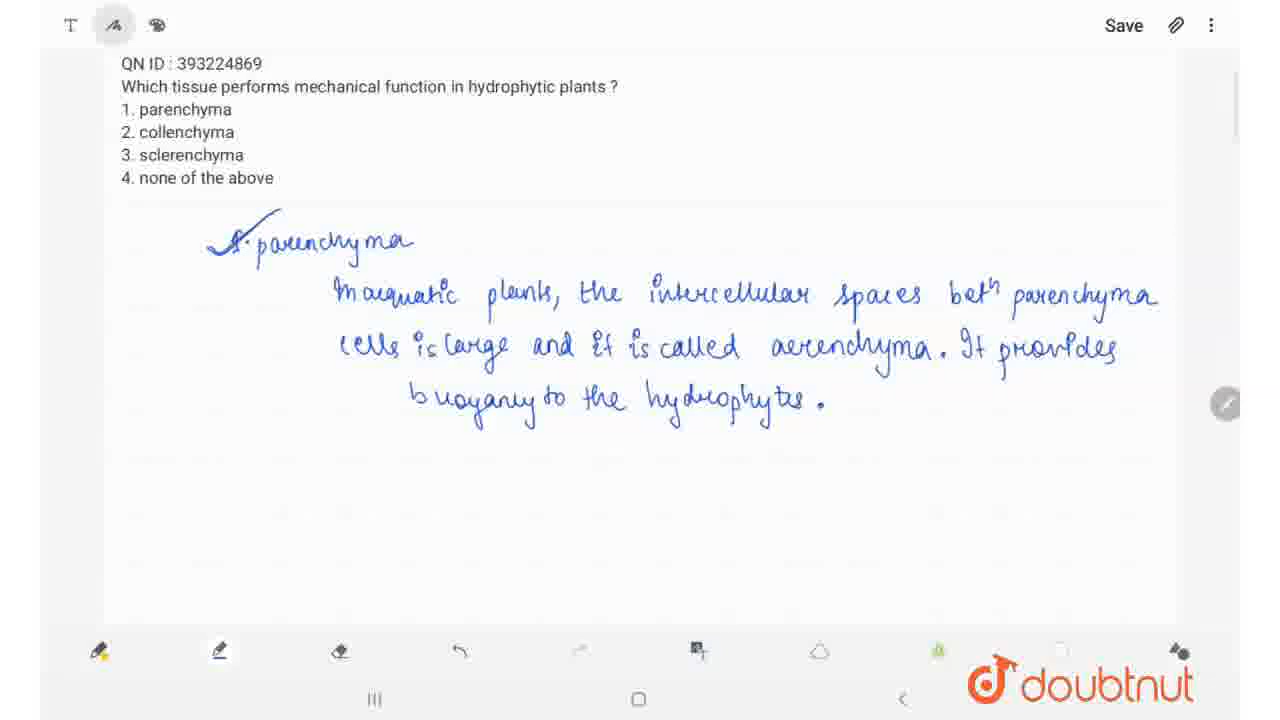 T
Save
QN ID : 393224869
Which tissue performs mechanical function in hydrophytic plants ?
1. parenchyma
2. collenchyma
3. sclerenchyma
4. none of the above
1. parenchyma
In aequatic plants, the intercellular spaces betⁿ parenchyma
cells is large and it is called aerenchyma. It provides
buoyancy to the hydrophytes.
doubtnut